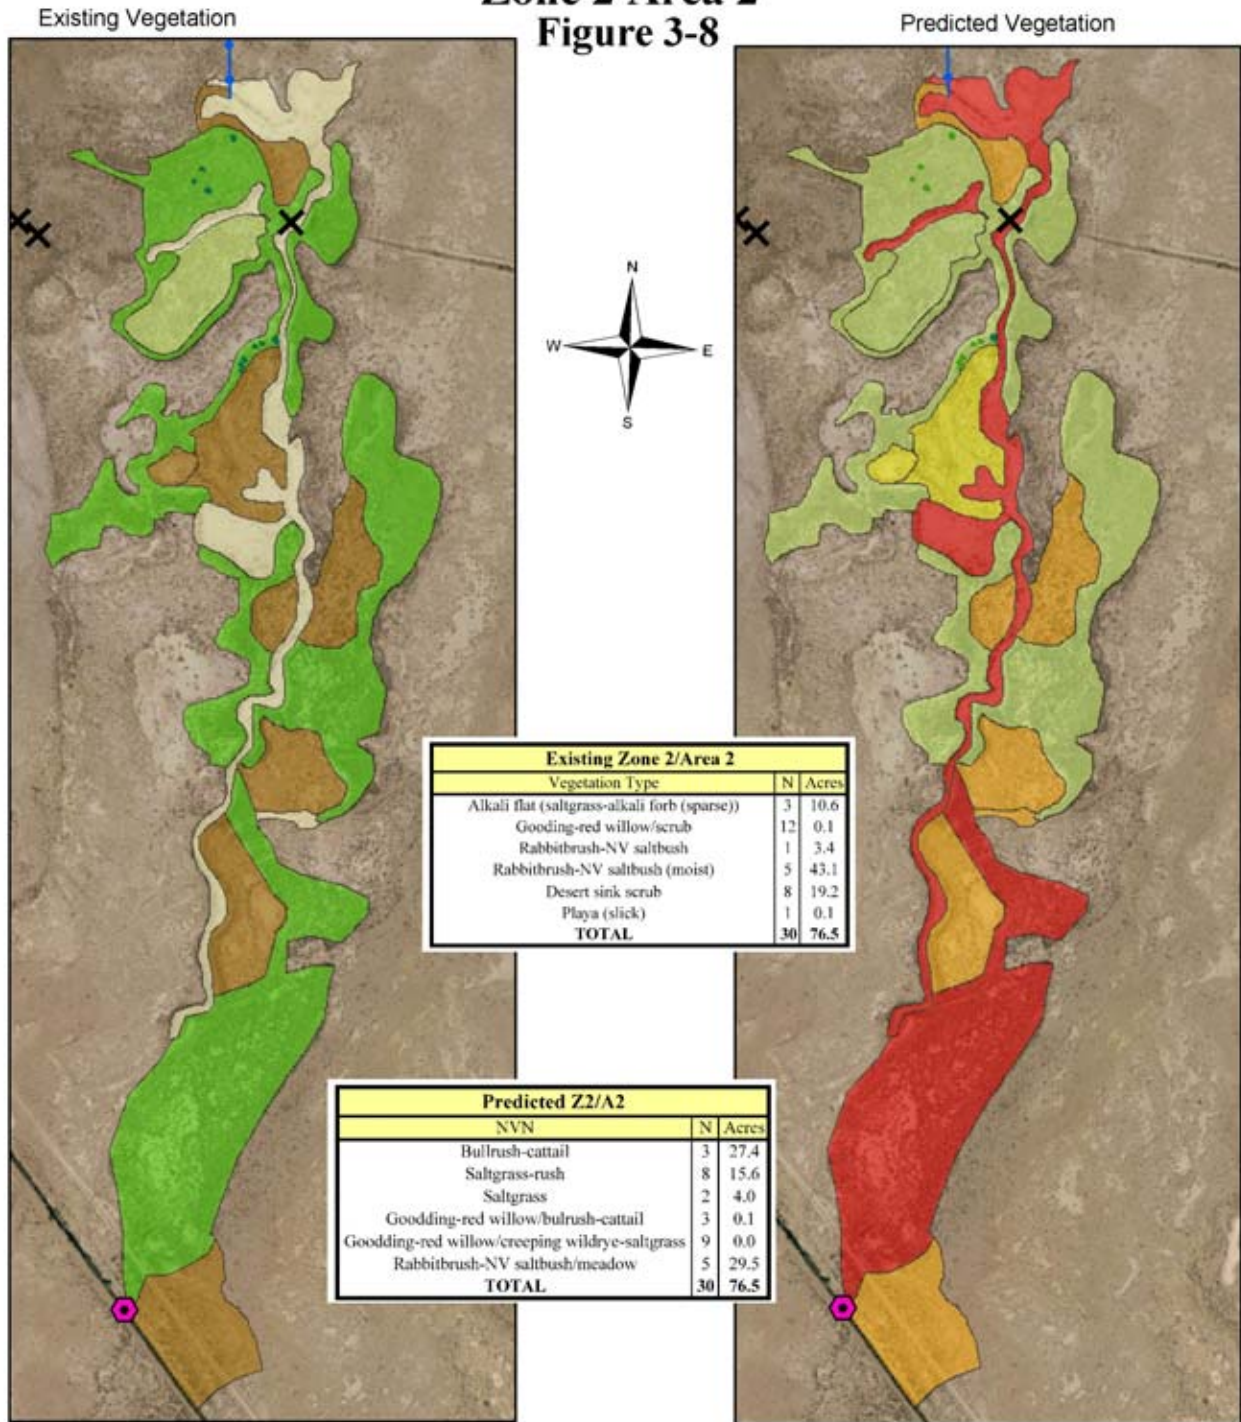 Zone 2 Area 2
Existing Vegetation
Figure 3-8
Predicted Vegetation
N
W E
S
Existing Zone 2/Area 2
Vegetation Type N Acres
Alkali flat (saltgrass-alkali forb (sparse)) 3 10.6
Gooding-red willow/scrub 12 0.1
Rabbitbrush-NV saltbush 1 3.4
Rabbitbrush-NV saltbush (moist) 5 43.1
Desert sink scrub 8 19.2
Playa (slick) 1 0.1
TOTAL 30 76.5
Predicted Z2/A2
NVN N Acres
Bullrush-cattail 3 27.4
Saltgrass-rush 8 15.6
Saltgrass 2 4.0
Goodding-red willow/bulrush-cattail 3 0.1
Goodding-red willow/creeping wildrye-saltgrass 9 0.0
Rabbitbrush-NV saltbush/meadow 5 29.5
TOTAL 30 76.5